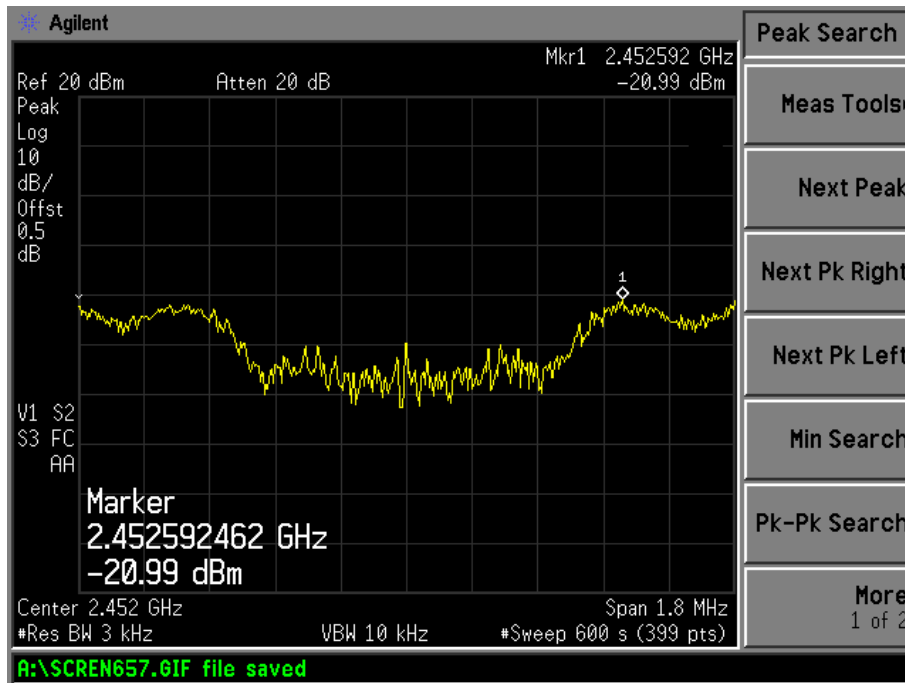 Agilent
Mkr1 2.452592 GHz
Ref 20 dBm Atten 20 dB -20.99 dBm
Peak
Log
10
dB/
Offst
0.5
dB
1
V1 S2
S3 FC
AA
Marker
2.452592462 GHz
-20.99 dBm
Center 2.452 GHz Span 1.8 MHz
#Res BW 3 kHz VBW 10 kHz #Sweep 600 s (399 pts)
A:\SCREN657.GIF file saved
Peak Search
Meas Tools
Next Peak
Next Pk Right
Next Pk Left
Min Search
Pk-Pk Search
More
1 of 2